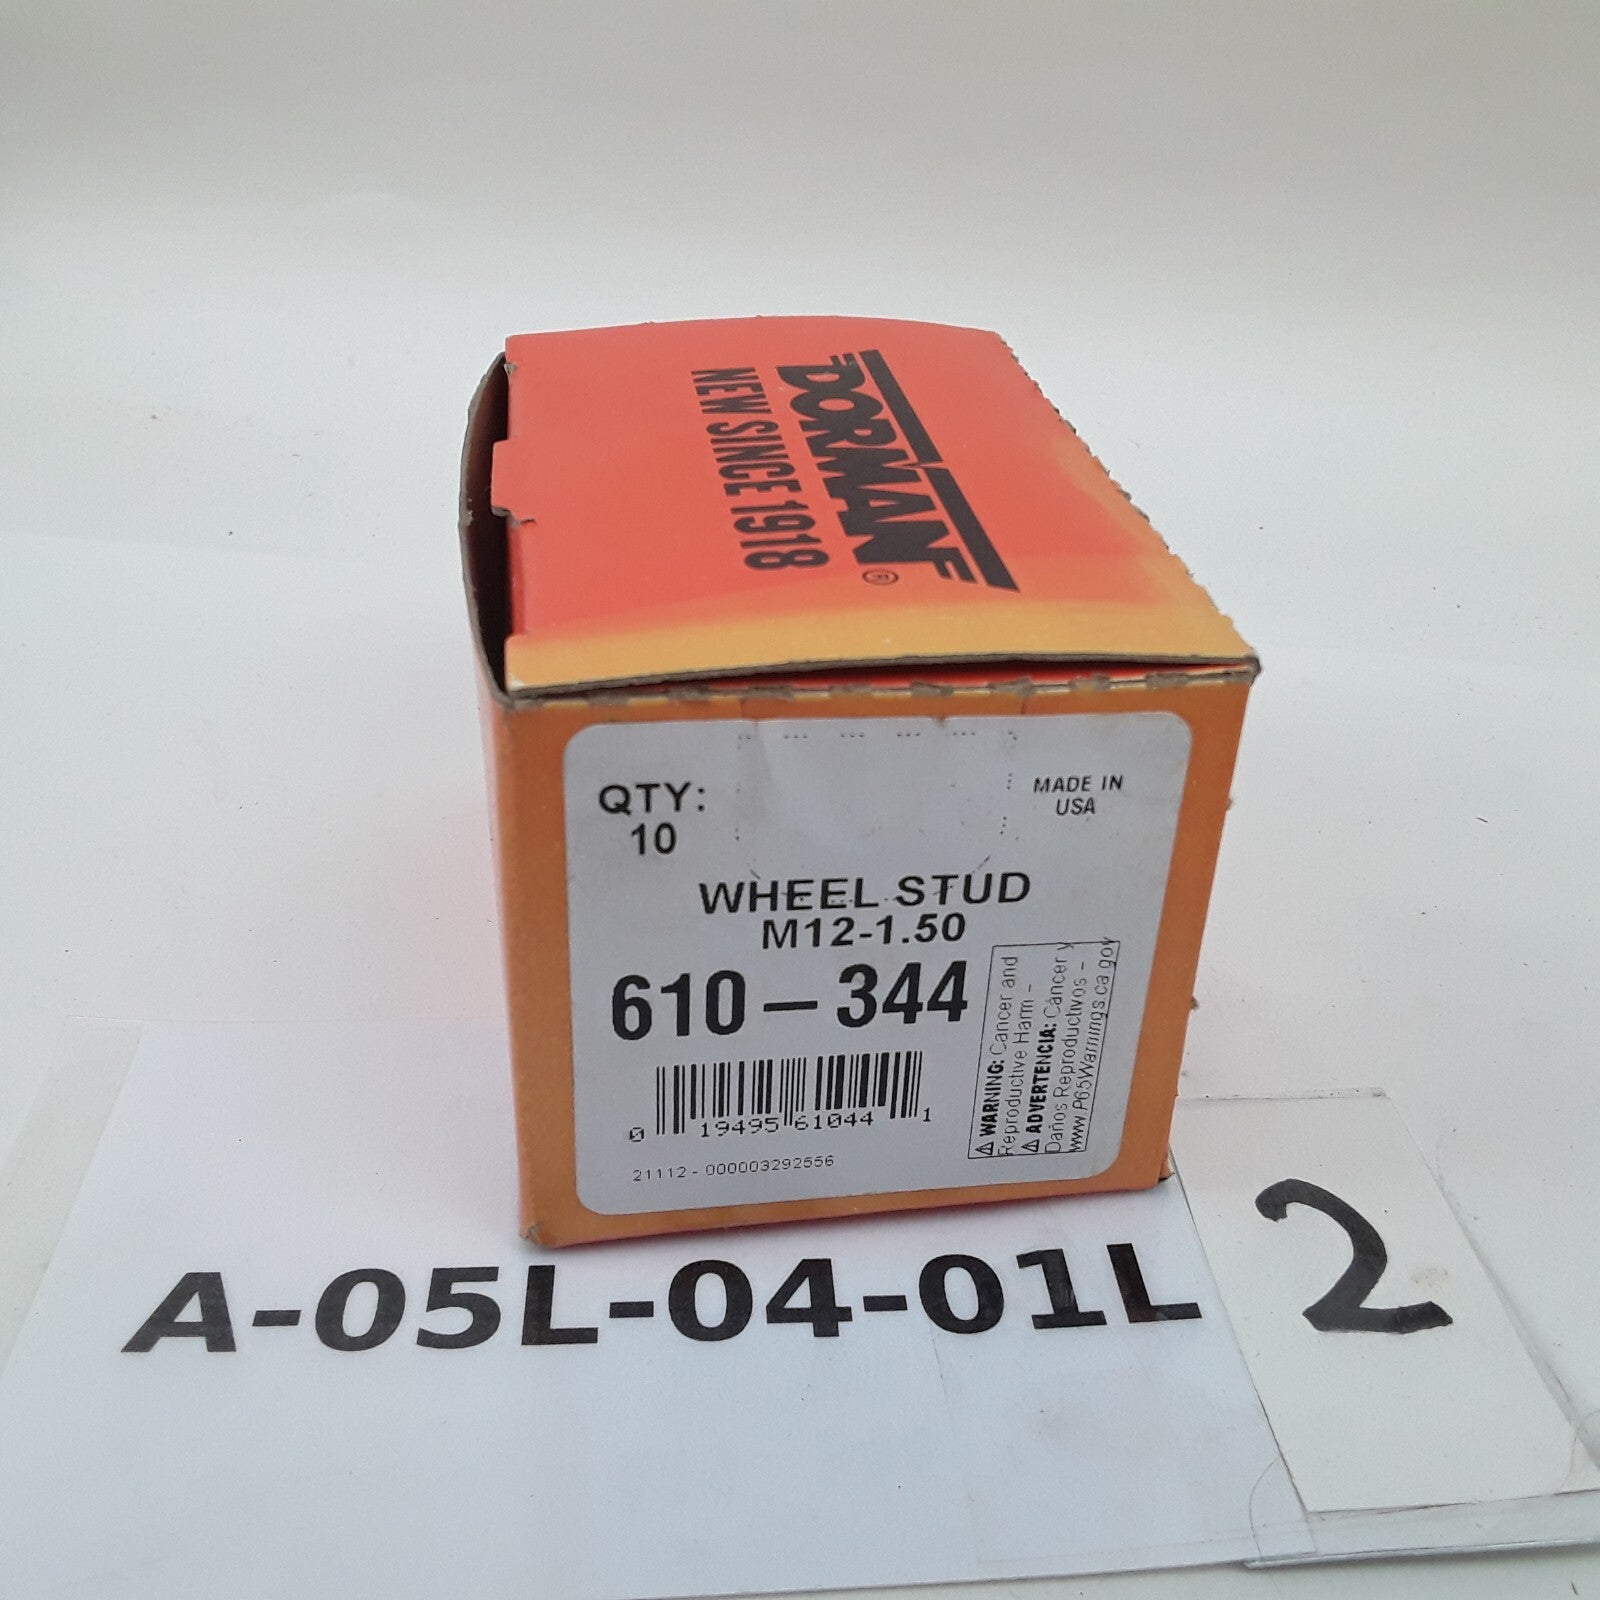 DORMAN®
NEW SINCE 1918
QTY:
10
MADE IN
USA
WHEEL STUD
M12-1.50
610-344
⚠ WARNING: Cancer and
Reproductive Harm -
⚠ ADVERTENCIA: Cáncer y
Daños Reproductivos -
www.P65Warnings.ca.gov
0 19495 61044 1
21112 - 000003292556
A-05L-04-01L
2